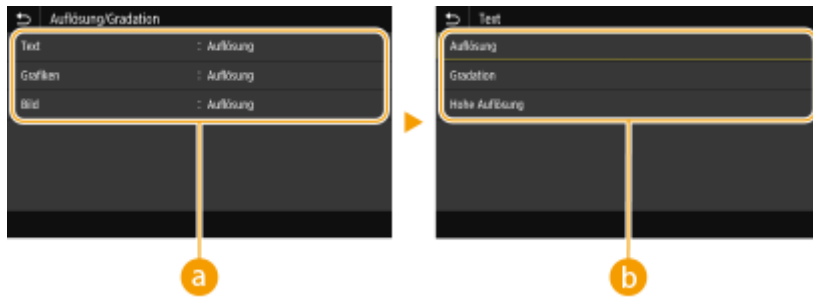 Auflösung/Gradation
Text : Auflösung
Grafiken : Auflösung
Bild : Auflösung
a
Text
Auflösung
Gradation
Hohe Auflösung
b